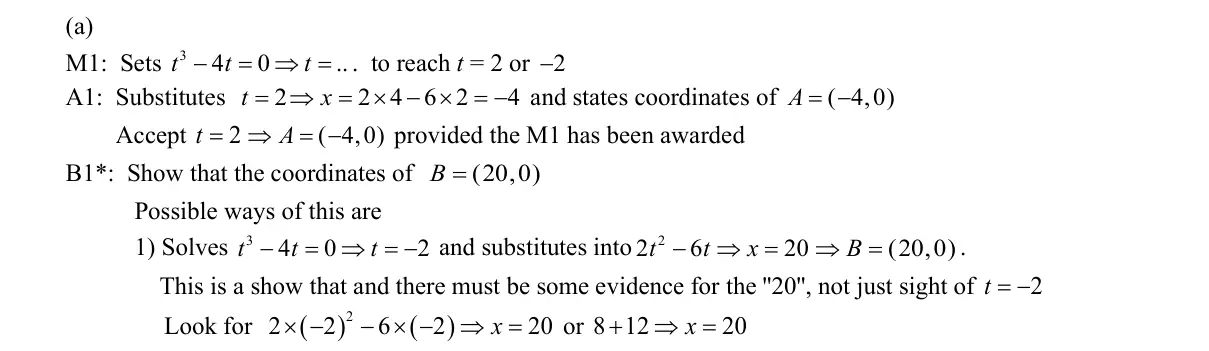 (a)
M1: Sets t³ − 4t = 0 ⇒ t = ... to reach t = 2 or −2
A1: Substitutes t = 2 ⇒ x = 2×4 − 6×2 = −4 and states coordinates of A = (−4,0)
Accept t = 2 ⇒ A = (−4,0) provided the M1 has been awarded
B1*: Show that the coordinates of B = (20,0)
Possible ways of this are
1) Solves t³ − 4t = 0 ⇒ t = −2 and substitutes into 2t² − 6t ⇒ x = 20 ⇒ B = (20,0).
This is a show that and there must be some evidence for the "20", not just sight of t = −2
Look for 2×(−2)² − 6×(−2) ⇒ x = 20 or 8+12 ⇒ x = 20